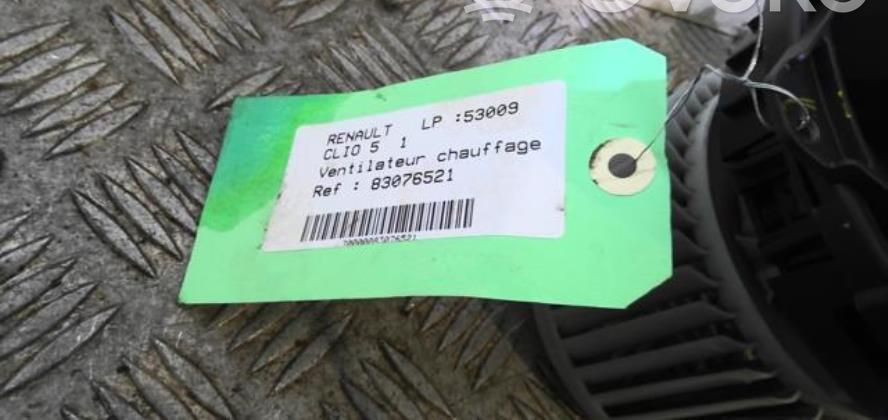 RENAULT LP :53009
CLIO 5 1
Ventilateur chauffage
Ref : 83076521